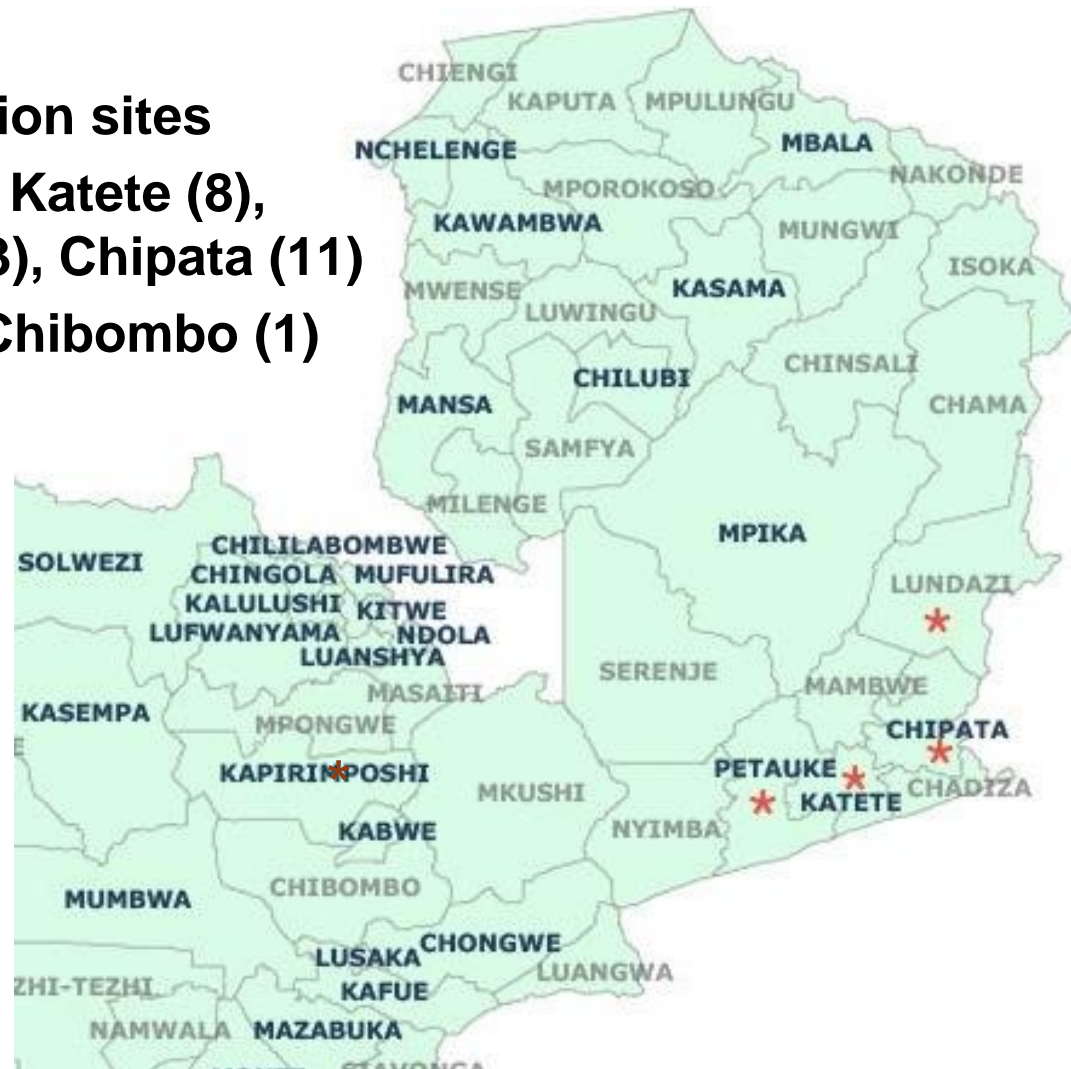 ion sites
Katete (8),
3), Chipata (11)
Chibombo (1)
CHIENGI
KAPUTA MPULUNGU
NCHELENGE MBALA
MPOROKOSO NAKONDE
KAWAMBWA MUNGWI
ISOKA
MWENSE KASAMA
LUWINGU
CHINSALI
CHILUBI
MANSA CHAMA
SAMFYA
MILENGE
MPIKA
CHILILABOMBWE
SOLWEZI
CHINGOLA MUFULIRA
LUNDAZI
KALULUSHI KITWE
*
LUFWANYAMA NDOLA
LUANSHYA
SERENJE
MASAITI MAMBWE
KASEMPA MPONGWE
CHIPATA
E
*
KAPIRIMPOSHI * PETAUKE *
MKUSHI CHADIZA
* KATETE
KABWE NYIMBA
CHIBOMBO
MUMBWA
CHONGWE
LUSAKA
LUANGWA
ZHI-TEZHI KAFUE
NAMWALA MAZABUKA